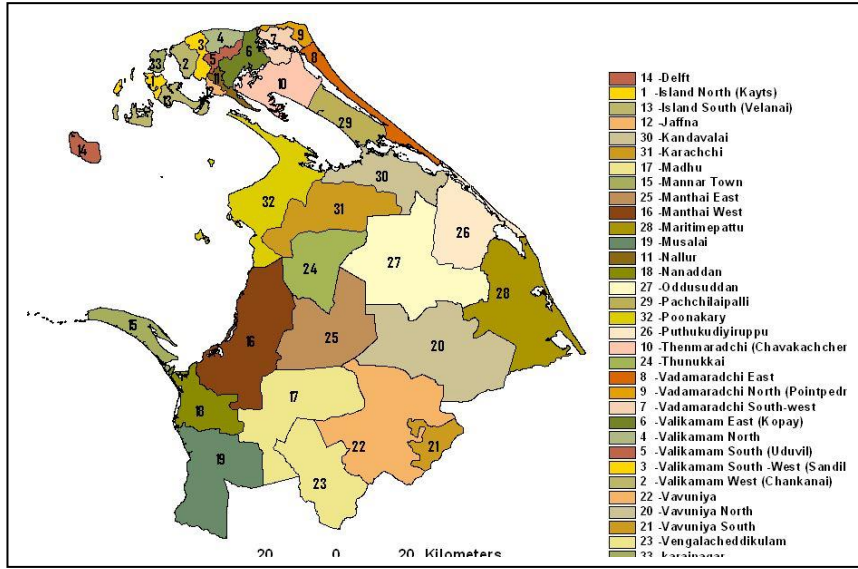 3
4
7
9
33
2
5
6
8
1
11
10
13
12
29
14
30
32
31
26
24
27
28
15
16
25
20
17
18
22
21
19
23
20 0 20 Kilometers
14 -Delft
1 -Island North (Kayts)
13 -Island South (Velanai)
12 -Jaffna
30 -Kandavalai
31 -Karachchi
17 -Madhu
15 -Mannar Town
25 -Manthai East
16 -Manthai West
28 -Maritimepattu
19 -Musalai
11 -Nallur
18 -Nanaddan
27 -Oddusuddan
29 -Pachchilaipalli
32 -Poonakary
26 -Puthukudiyiruppu
10 -Thenmaradchi (Chavakachcher
24 -Thunukkai
8 -Vadamaradchi East
9 -Vadamaradchi North (Pointpedr
7 -Vadamaradchi South-west
6 -Valikamam East (Kopay)
4 -Valikamam North
5 -Valikamam South (Uduvil)
3 -Valikamam South -West (Sandil
2 -Valikamam West (Chankanai)
22 -Vavuniya
20 -Vavuniya North
21 -Vavuniya South
23 -Vengalacheddikulam
33 -karainagar